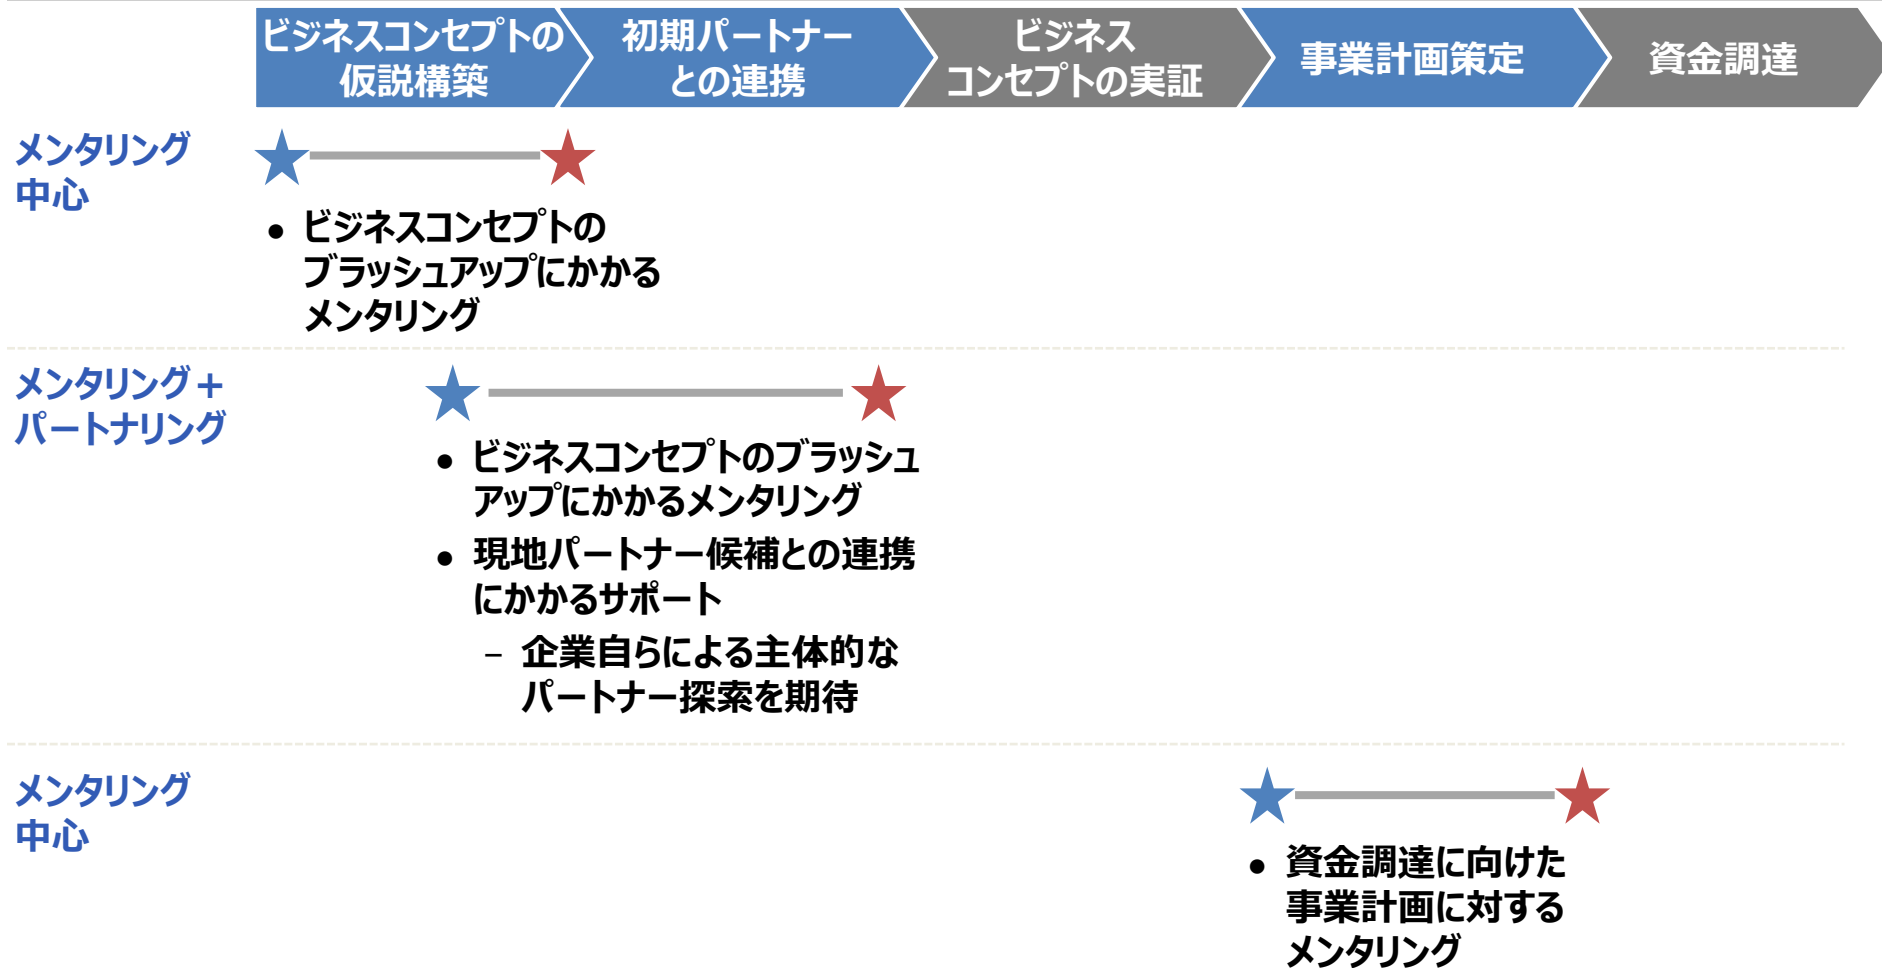 ビジネスコンセプトの
仮説構築
初期パートナー
との連携
ビジネス
コンセプトの実証
事業計画策定
資金調達
メンタリング
中心
● ビジネスコンセプトの
ブラッシュアップにかかる
メンタリング
メンタリング+
パートナリング
● ビジネスコンセプトのブラッシュ
アップにかかるメンタリング
● 現地パートナー候補との連携
にかかるサポート
– 企業自らによる主体的な
パートナー探索を期待
メンタリング
中心
● 資金調達に向けた
事業計画に対する
メンタリング